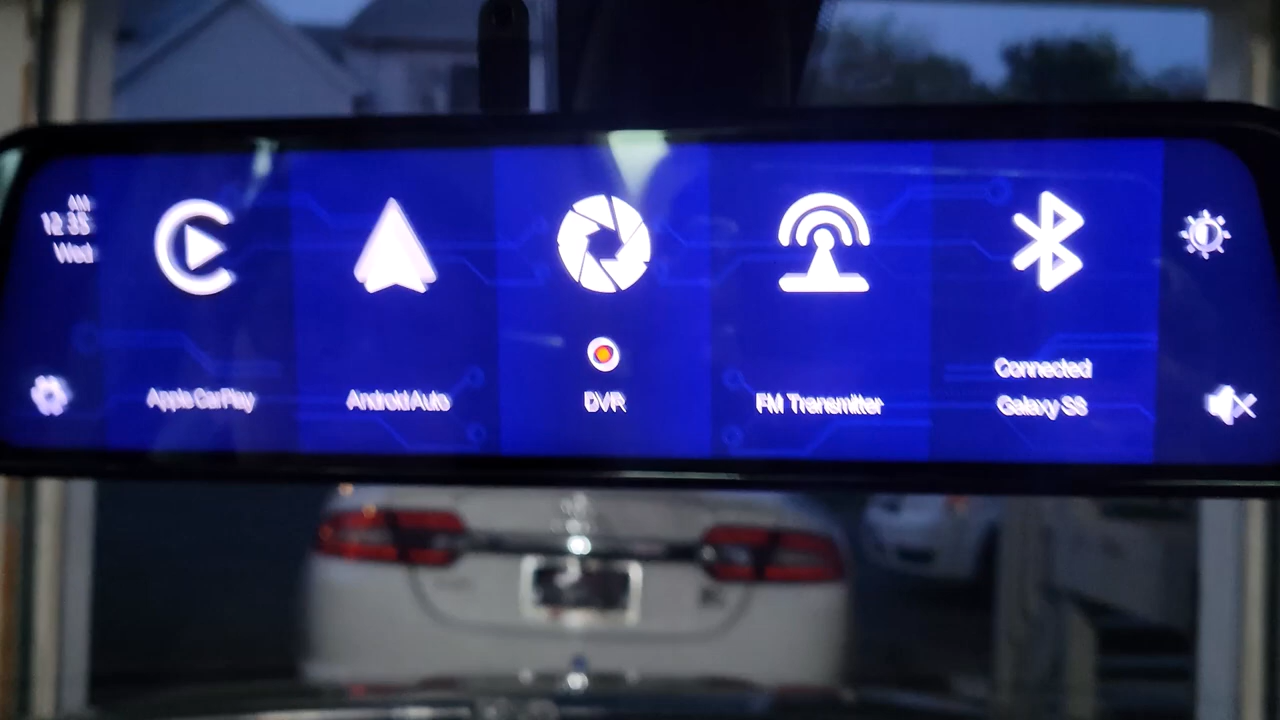 AM
12:35
Wed
Apple CarPlay
Android Auto
DVR
FM Transmitter
Connected
Galaxy S8